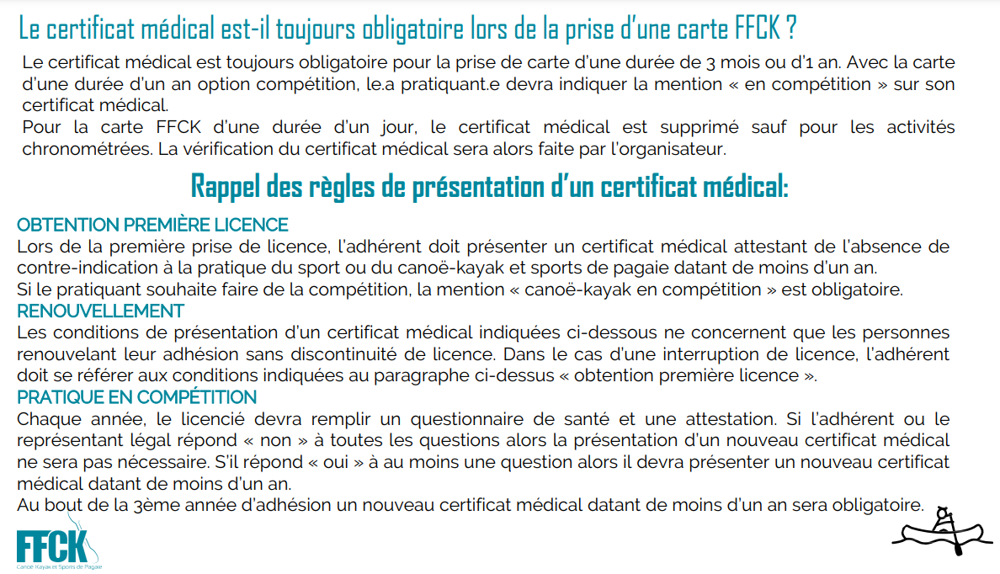 Le certificat médical est-il toujours obligatoire lors de la prise d’une carte FFCK ?
Le certificat médical est toujours obligatoire pour la prise de carte d’une durée de 3 mois ou d’1 an. Avec la carte
d’une durée d’un an option compétition, le.a pratiquant.e devra indiquer la mention « en compétition » sur son
certificat médical.
Pour la carte FFCK d’une durée d’un jour, le certificat médical est supprimé sauf pour les activités
chronométrées. La vérification du certificat médical sera alors faite par l’organisateur.
Rappel des règles de présentation d’un certificat médical:
OBTENTION PREMIÈRE LICENCE
Lors de la première prise de licence, l’adhérent doit présenter un certificat médical attestant de l’absence de
contre-indication à la pratique du sport ou du canoë-kayak et sports de pagaie datant de moins d’un an.
Si le pratiquant souhaite faire de la compétition, la mention « canoë-kayak en compétition » est obligatoire.
RENOUVELLEMENT
Les conditions de présentation d’un certificat médical indiquées ci-dessous ne concernent que les personnes
renouvelant leur adhésion sans discontinuité de licence. Dans le cas d’une interruption de licence, l’adhérent
doit se référer aux conditions indiquées au paragraphe ci-dessus « obtention première licence ».
PRATIQUE EN COMPÉTITION
Chaque année, le licencié devra remplir un questionnaire de santé et une attestation. Si l’adhérent ou le
représentant légal répond « non » à toutes les questions alors la présentation d’un nouveau certificat médical
ne sera pas nécessaire. S’il répond « oui » à au moins une question alors il devra présenter un nouveau certificat
médical datant de moins d’un an.
Au bout de la 3ème année d’adhésion un nouveau certificat médical datant de moins d’un an sera obligatoire.
FFCK
Canoë Kayak et Sports de Pagaie